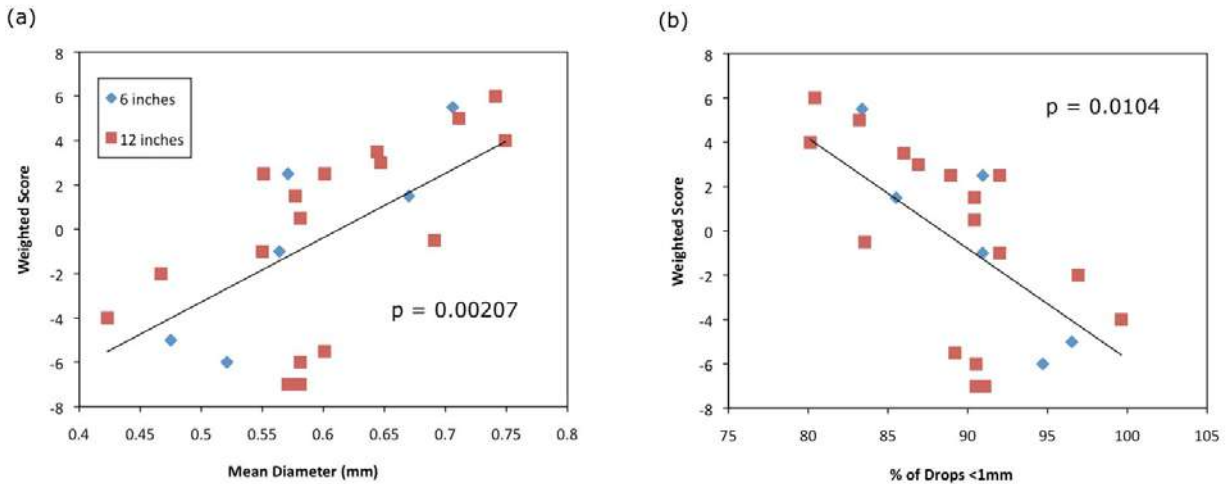 (a)
8
6
4
2
0
-2
-4
-6
-8
Weighted Score
6 inches
12 inches
p = 0.00207
0.4 0.45 0.5 0.55 0.6 0.65 0.7 0.75 0.8
Mean Diameter (mm)
(b)
8
6
4
2
0
-2
-4
-6
-8
Weighted Score
p = 0.0104
75 80 85 90 95 100 105
% of Drops <1mm